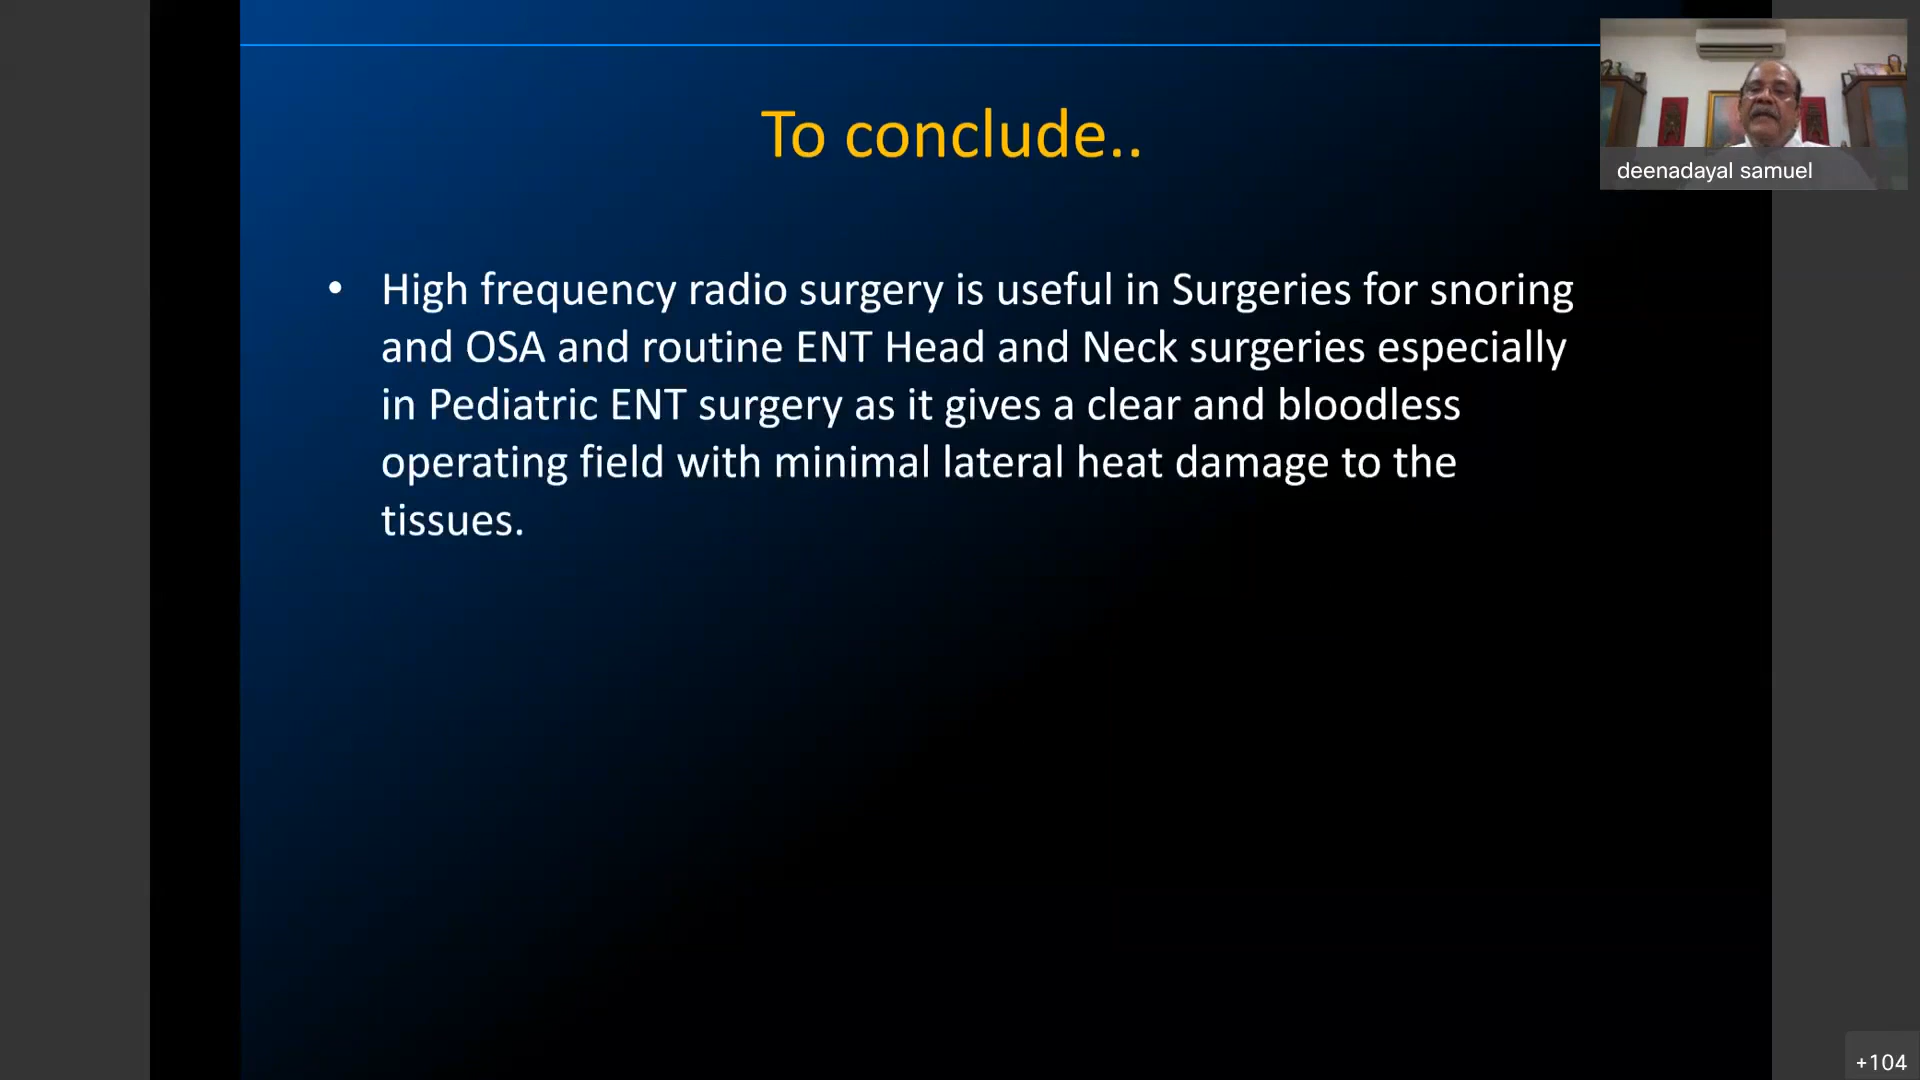 To conclude..
deenadayal samuel
• High frequency radio surgery is useful in Surgeries for snoring
and OSA and routine ENT Head and Neck surgeries especially
in Pediatric ENT surgery as it gives a clear and bloodless
operating field with minimal lateral heat damage to the
tissues.
+104